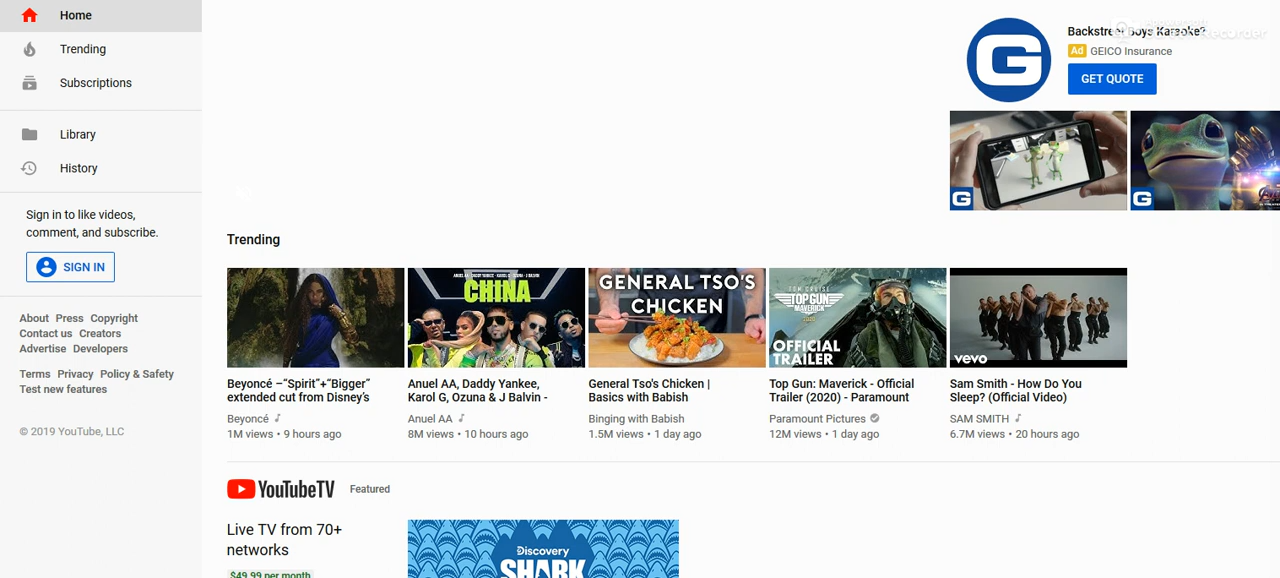 Home
Trending
Subscriptions
Library
History
Sign in to like videos,
comment, and subscribe.
SIGN IN
About Press Copyright
Contact us Creators
Advertise Developers
Terms Privacy Policy & Safety
Test new features
© 2019 YouTube, LLC
Backstreet Boys Karaoke?
Recorder
Ad GEICO Insurance
GET QUOTE
G
G
G
Trending
CHINA
GENERAL TSO'S
CHICKEN
TOM CRUISE
TOP GUN
MAVERICK
2020
OFFICIAL
TRAILER
vevo
Beyoncé –“Spirit”+“Bigger”
extended cut from Disney’s
Beyoncé
1M views • 9 hours ago
Anuel AA, Daddy Yankee,
Karol G, Ozuna & J Balvin -
Anuel AA
8M views • 10 hours ago
General Tso's Chicken |
Basics with Babish
Binging with Babish
1.5M views • 1 day ago
Top Gun: Maverick - Official
Trailer (2020) - Paramount
Paramount Pictures
12M views • 1 day ago
Sam Smith - How Do You
Sleep? (Official Video)
SAM SMITH
6.7M views • 20 hours ago
YouTubeTV Featured
Live TV from 70+
networks
$49.99 per month
Discovery
SHARK